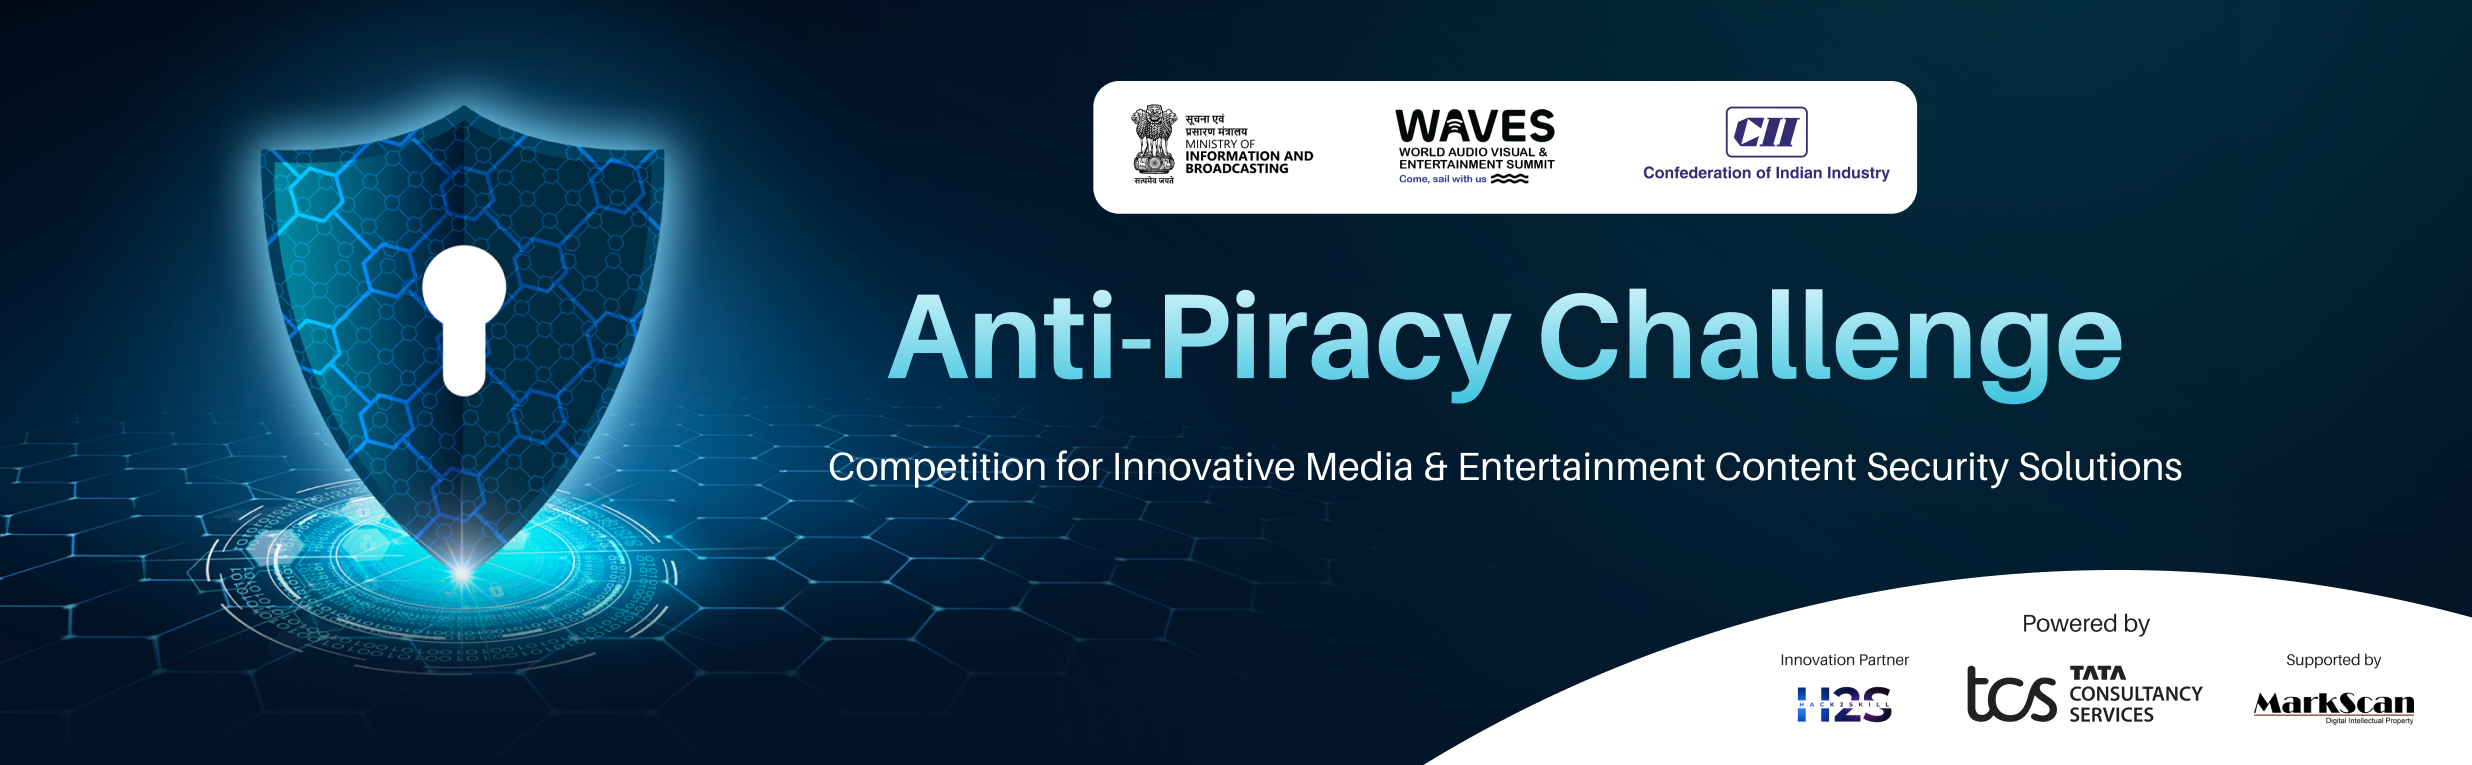 सूचना एवं
प्रसारण मंत्रालय
MINISTRY OF
INFORMATION AND
BROADCASTING
सत्यमेव जयते
WAVES
WORLD AUDIO VISUAL &
ENTERTAINMENT SUMMIT
Come, sail with us
CII
Confederation of Indian Industry
Anti-Piracy Challenge
Competition for Innovative Media & Entertainment Content Security Solutions
Powered by
Innovation Partner
H2S
HACK2SKILL
tcs
TATA
CONSULTANCY
SERVICES
Supported by
MarkScan
Digital Intellectual Property